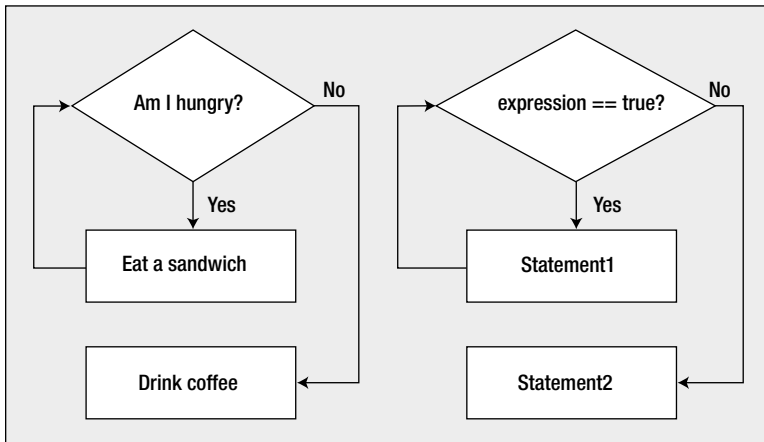 Am I hungry?
No
Yes
Eat a sandwich
Drink coffee
expression == true?
No
Yes
Statement1
Statement2